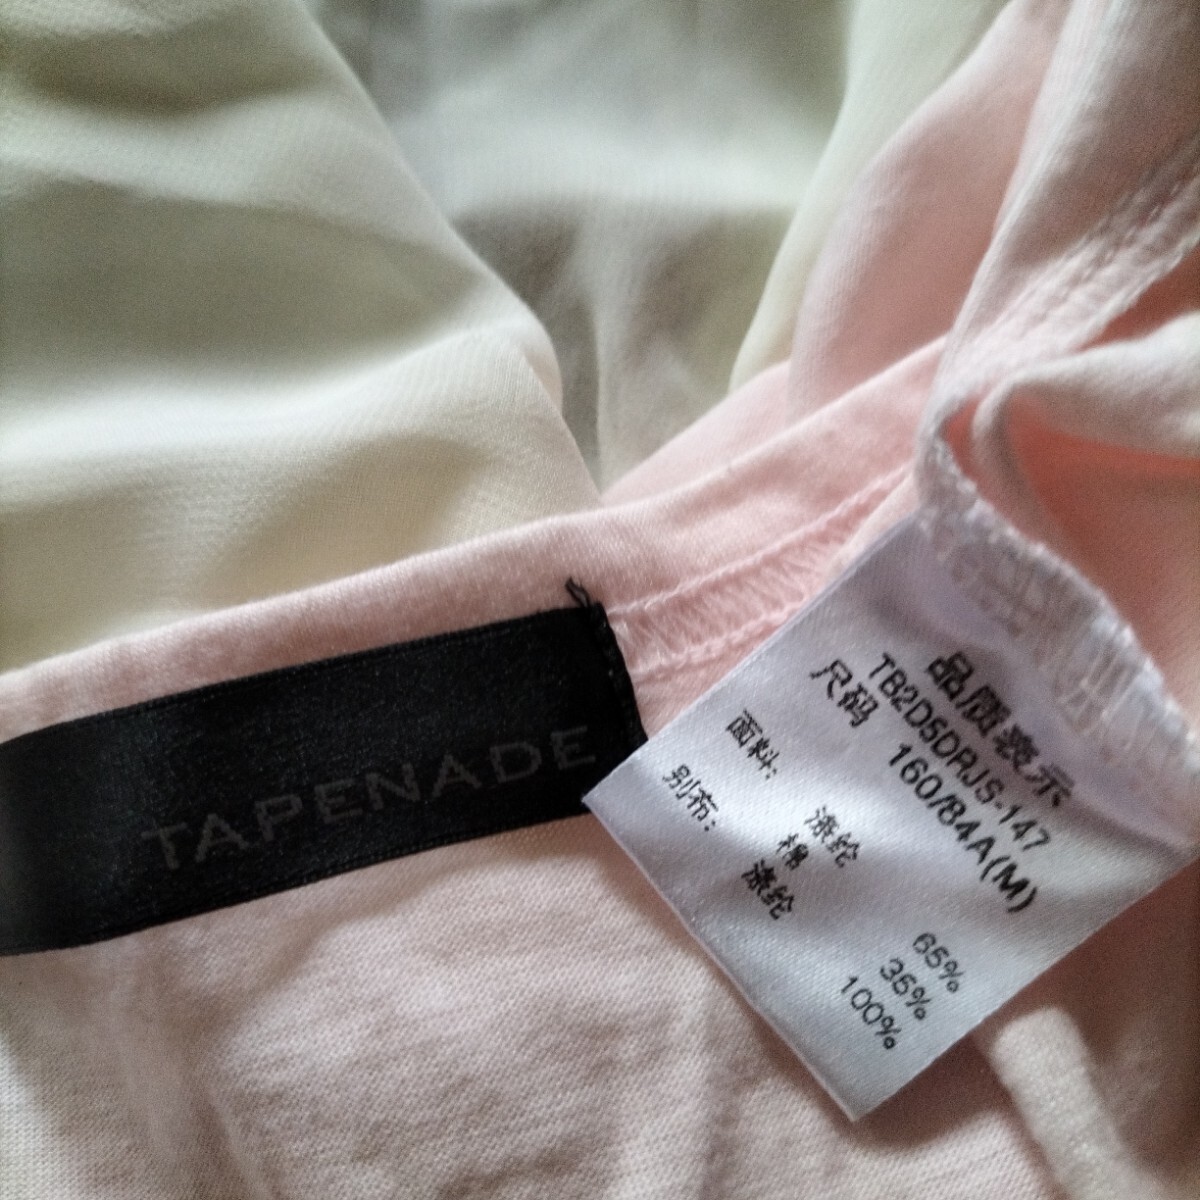 TAPENADE
品质表示
TB2D5DRJS-147
尺码 160/84A(M)
面料: 涤纶 65%
棉 35%
别布: 涤纶 100%